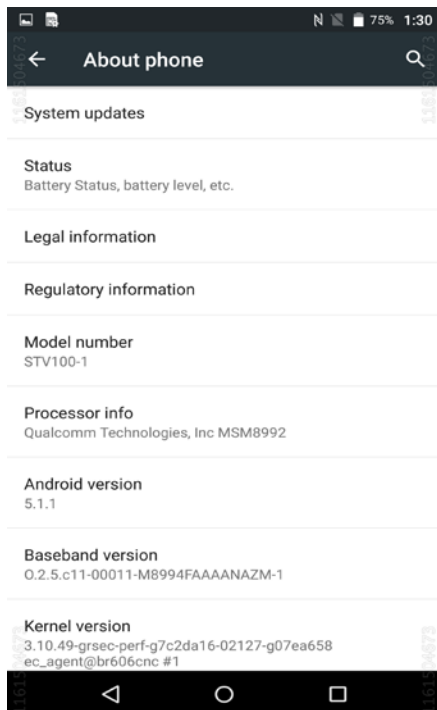 75% 1:30
About phone
System updates
Status
Battery Status, battery level, etc.
Legal information
Regulatory information
Model number
STV100-1
Processor info
Qualcomm Technologies, Inc MSM8992
Android version
5.1.1
Baseband version
0.2.5.c11-00011-M8994FAAAANAZM-1
Kernel version
3.10.49-grsec-perf-g7c2da16-02127-g07ea658
ec_agent@br606cnc #1